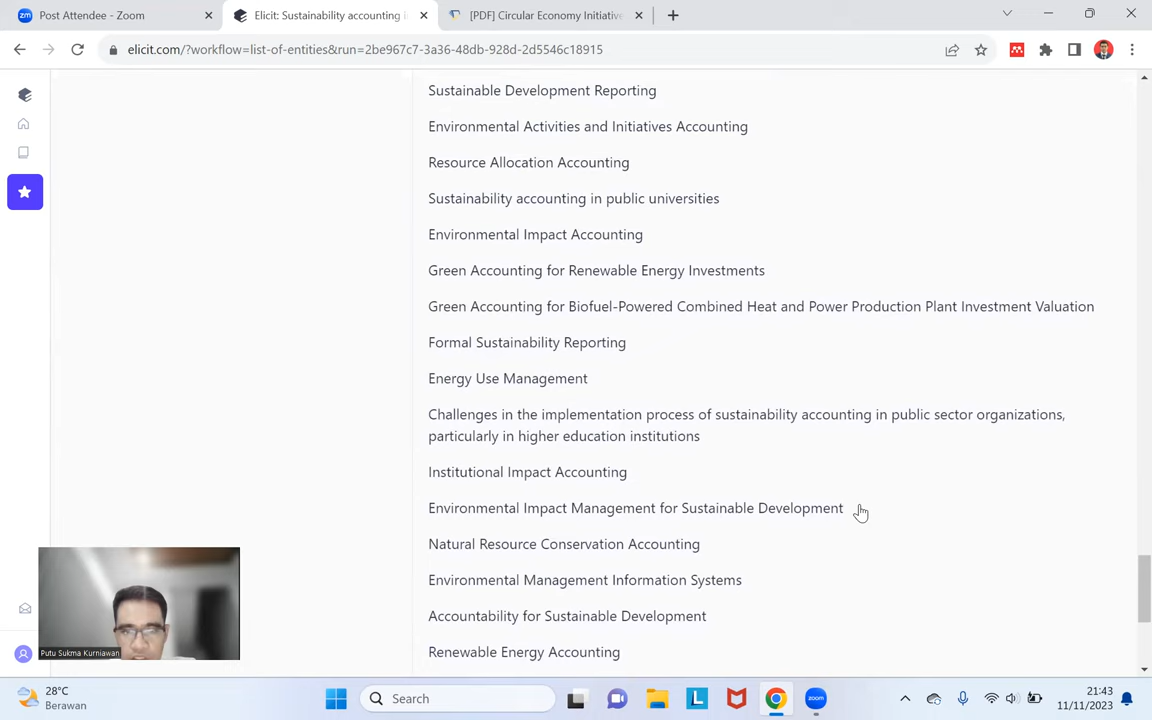 Post Attendee - Zoom
Elicit: Sustainability accounting i
[PDF] Circular Economy Initiative
elicit.com/?workflow=list-of-entities&run=2be967c7-3a36-48db-928d-2d5546c18915
Sustainable Development Reporting
Environmental Activities and Initiatives Accounting
Resource Allocation Accounting
Sustainability accounting in public universities
Environmental Impact Accounting
Green Accounting for Renewable Energy Investments
Green Accounting for Biofuel-Powered Combined Heat and Power Production Plant Investment Valuation
Formal Sustainability Reporting
Energy Use Management
Challenges in the implementation process of sustainability accounting in public sector organizations,
particularly in higher education institutions
Institutional Impact Accounting
Environmental Impact Management for Sustainable Development
Natural Resource Conservation Accounting
Environmental Management Information Systems
Accountability for Sustainable Development
Renewable Energy Accounting
Putu Sukma Kurniawan
28°C
Berawan
Search
21:43
11/11/2023